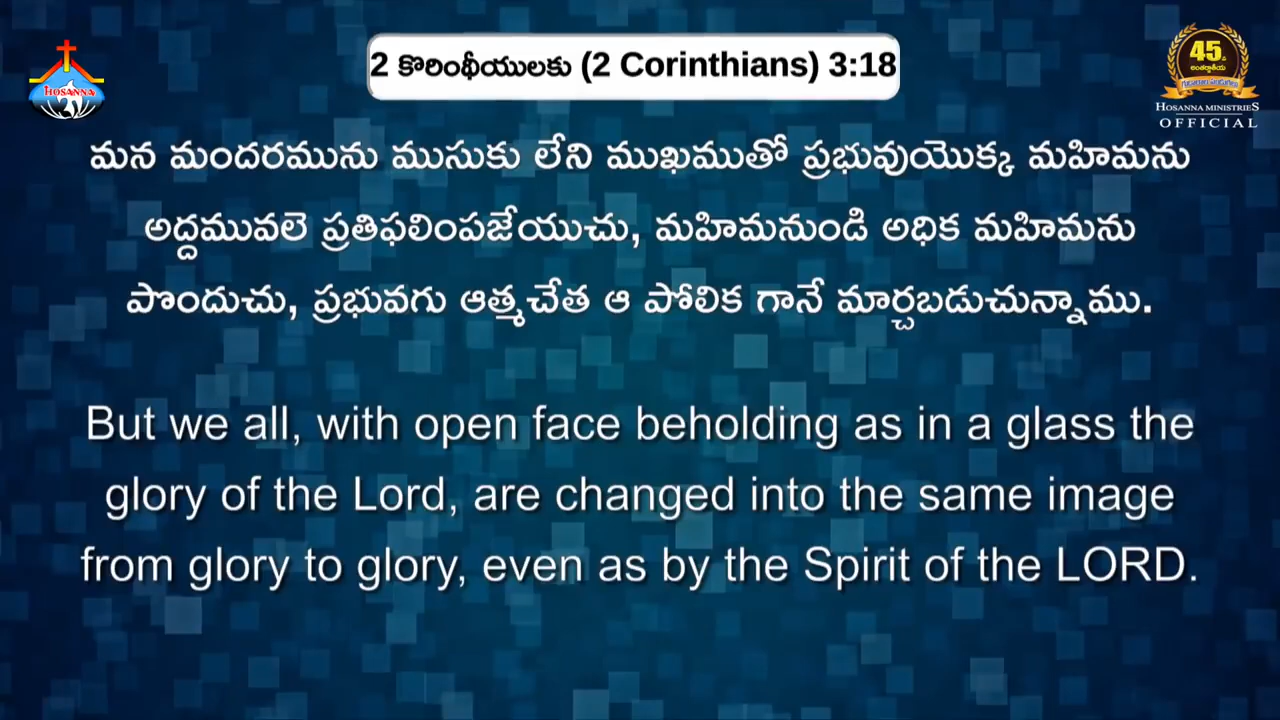 2 కొరింథీయులకు (2 Corinthians) 3:18
HOSANNA
45వ
అంతర్జాతీయ
HOSANNA MINISTRIES
OFFICIAL
మన మందరమును ముసుకు లేని ముఖముతో ప్రభువుయొక్క మహిమను
అద్దమువలె ప్రతిఫలింపజేయుచు, మహిమనుండి అధిక మహిమను
పొందుచు, ప్రభువగు ఆత్మచేత ఆ పోలిక గానే మార్చబడుచున్నాము.
But we all, with open face beholding as in a glass the
glory of the Lord, are changed into the same image
from glory to glory, even as by the Spirit of the LORD.